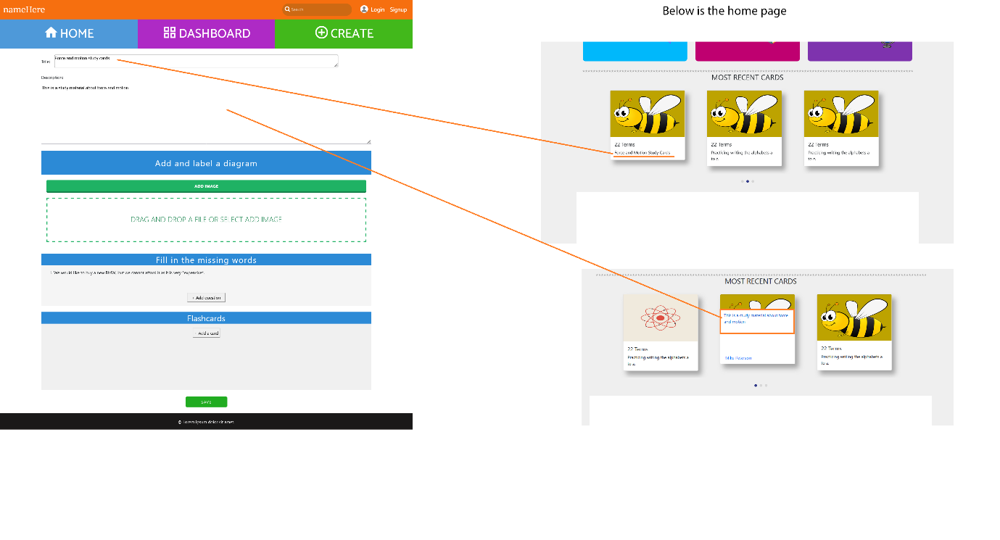 nameHere
Search
Login
Signup
HOME
DASHBOARD
CREATE
Title:
Force and motion study cards
Description:
This is a study material about force and motion
Add and label a diagram
ADD IMAGE
DRAG AND DROP A FILE OR SELECT ADD IMAGE
Fill in the missing words
1. We would like to buy a new BMW, but we cannot afford it as it is very *expensive*.
+ Add question
Flashcards
+ Add a card
SAVE
© Lorem ipsum dolor sit amet.
Below is the home page
MOST RECENT CARDS
22 Terms
Force and Motion Study Cards
22 Terms
Practicing writing the alphabets a
to z.
22 Terms
Practicing writing the alphabets a
to z.
MOST RECENT CARDS
22 Terms
Practicing writing the alphabets a
to z.
This is a study material about force
and motion
Mike Peterson
22 Terms
Practicing writing the alphabets a
to z.